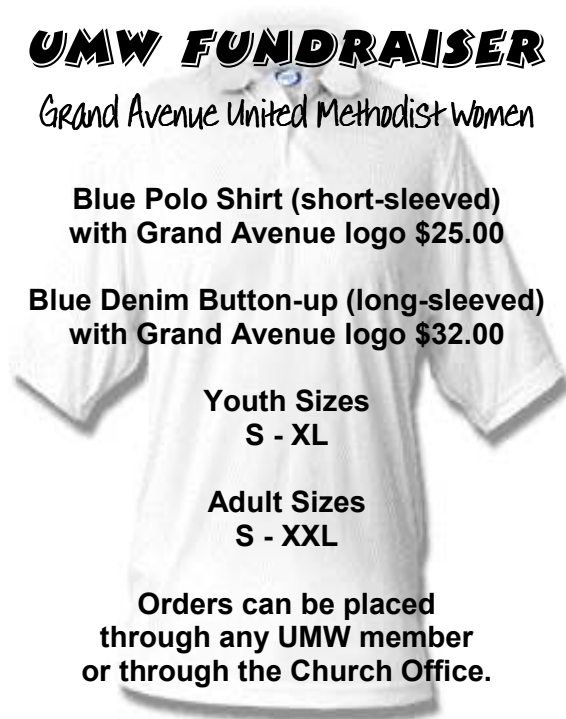 UMW FUNDRAISER
Grand Avenue United Methodist Women
Blue Polo Shirt (short-sleeved)
with Grand Avenue logo $25.00
Blue Denim Button-up (long-sleeved)
with Grand Avenue logo $32.00
Youth Sizes
S - XL
Adult Sizes
S - XXL
Orders can be placed
through any UMW member
or through the Church Office.